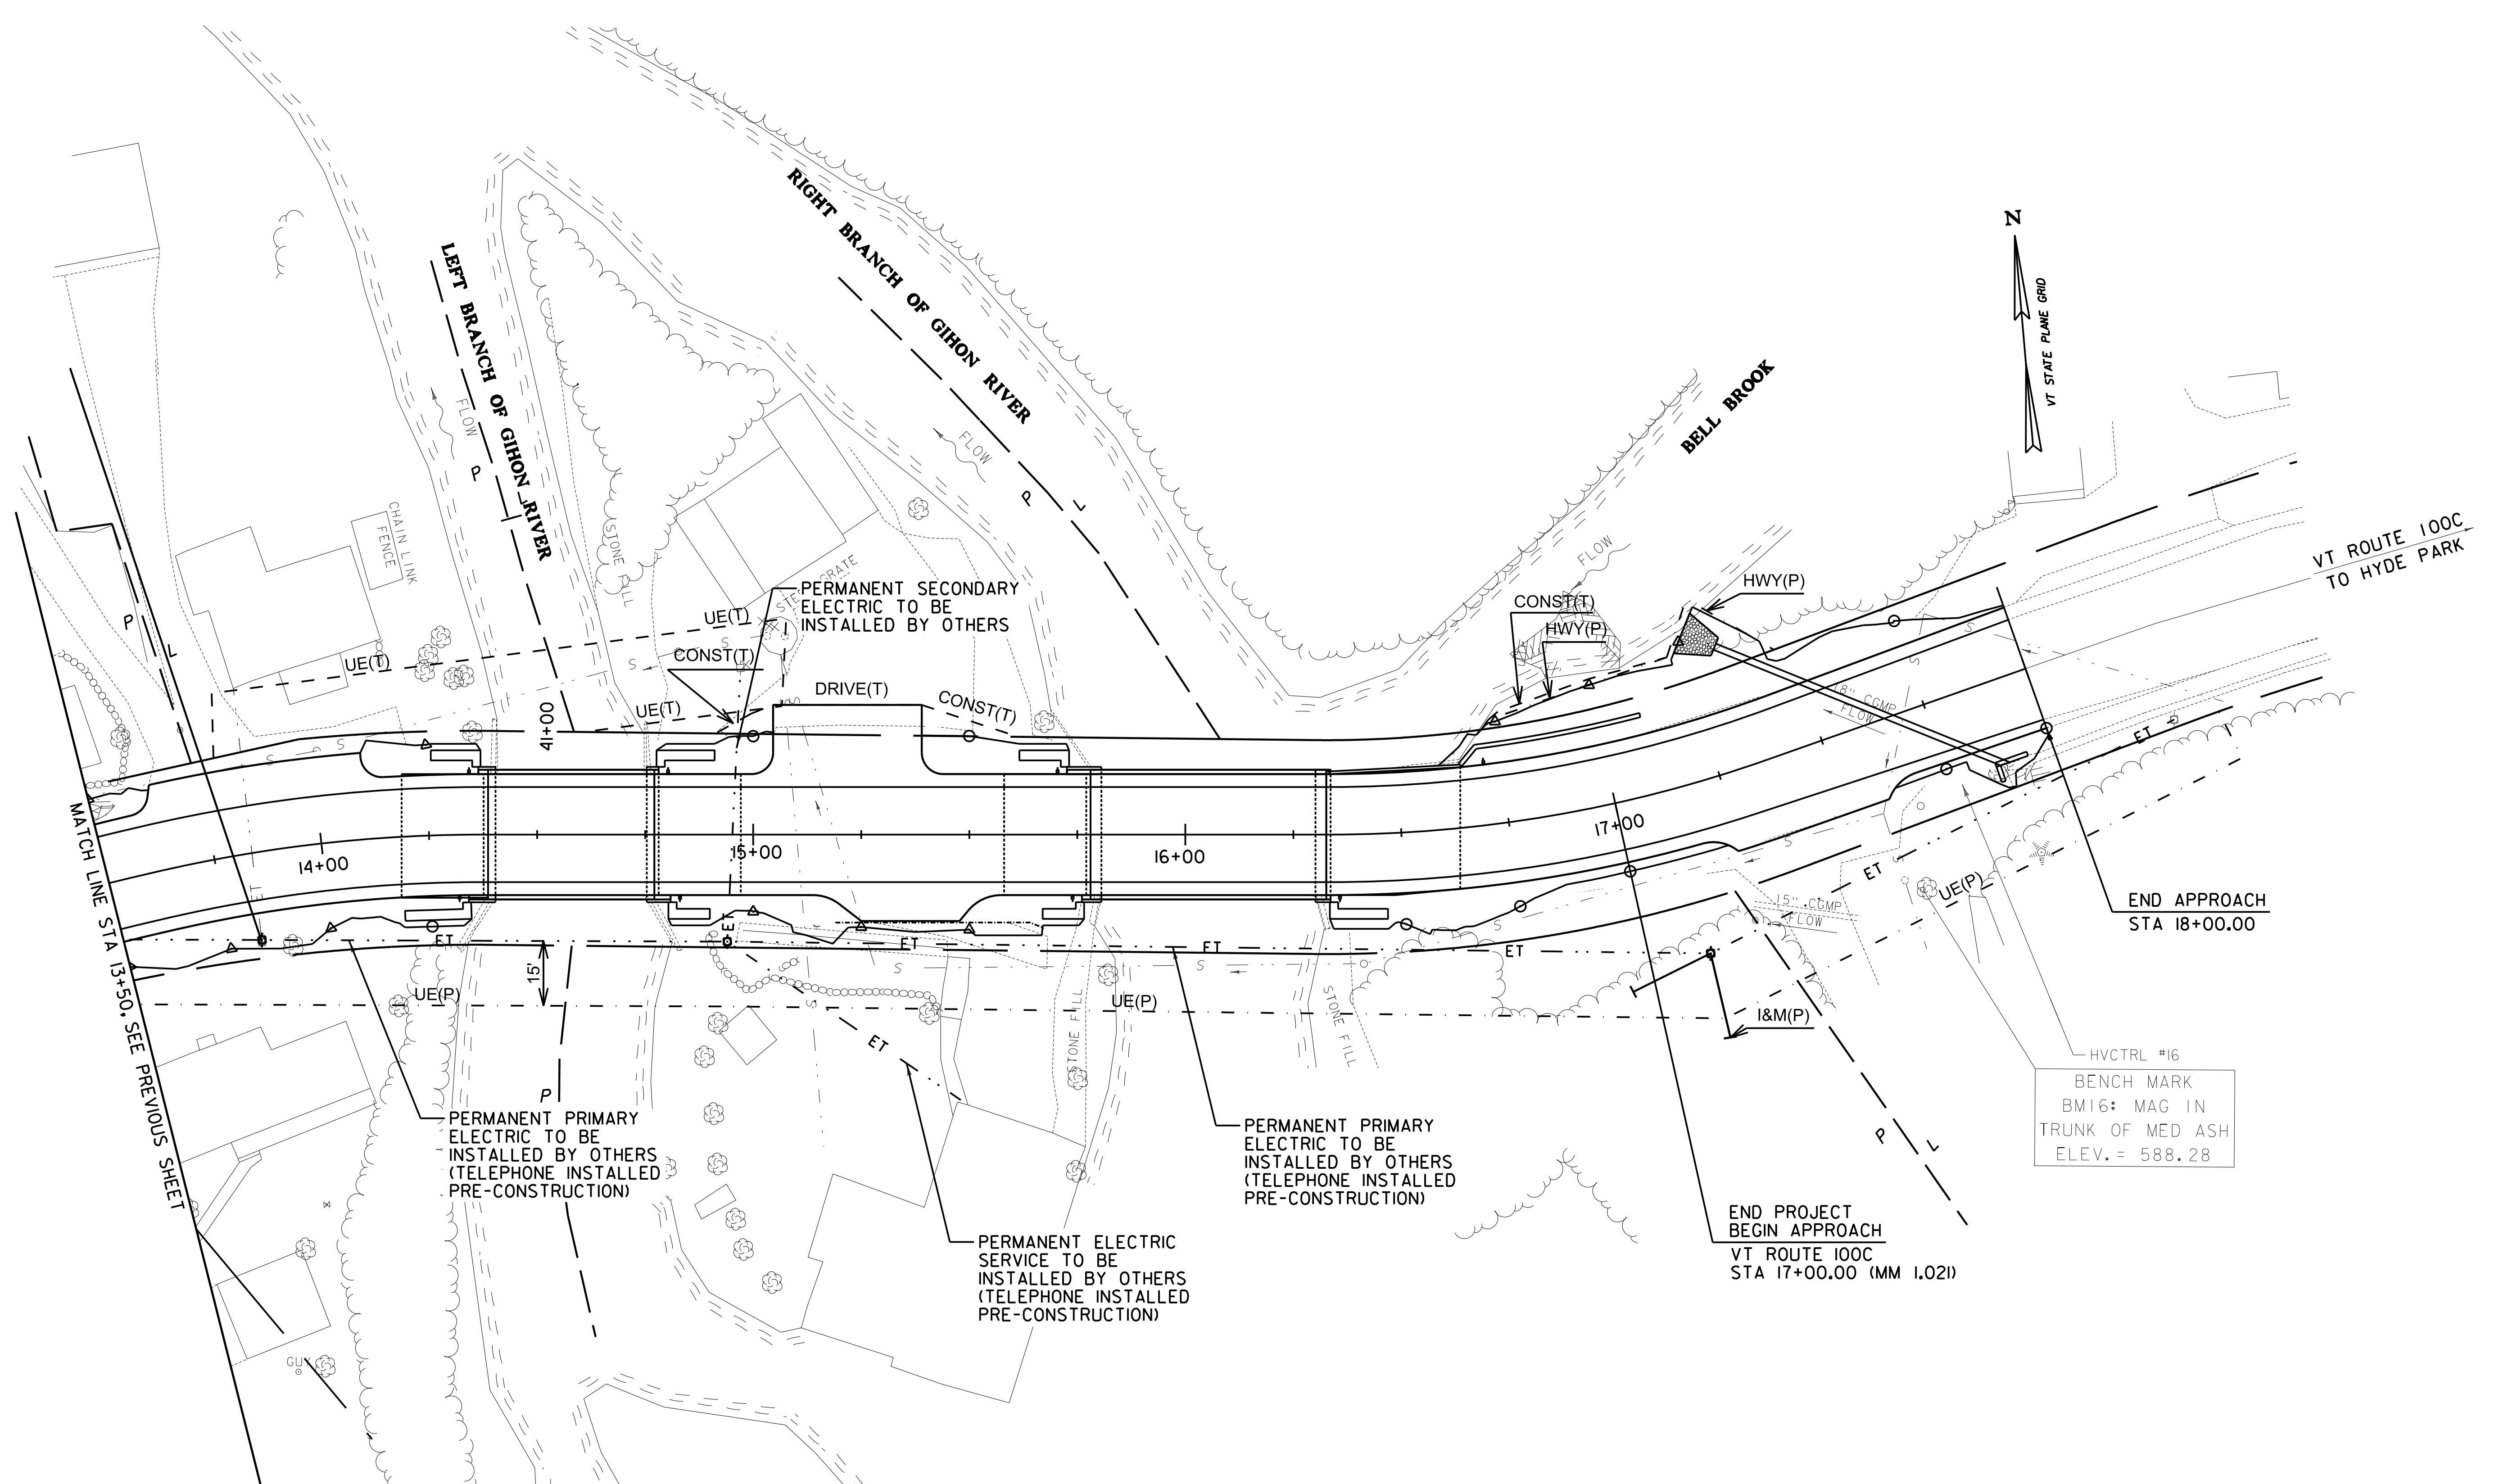 N
VT STATE PLANE GRID
RIGHT BRANCH OF GIHON RIVER
LEFT BRANCH OF GIHON RIVER
BELL BROOK
FLOW
FLOW
FLOW
P
L
P
L
P
L
CHAIN LINK
FENCE
STONE FILL
STEEL GRATE
PERMANENT SECONDARY
ELECTRIC TO BE
INSTALLED BY OTHERS
UE(T)
UE(T)
UE(T)
CONST(T)
DRIVE(T)
CONST(T)
CONST(T)
HWY(P)
HWY(P)
VT ROUTE 100C
TO HYDE PARK
41+00
S
S
S
S
S
S
S
18" CGMP
FLOW
14+00
15+00
16+00
17+00
MATCH LINE STA 13+50, SEE PREVIOUS SHEET
ET
ET
ET
ET
ET
ET
ET
ET
15'
UE(P)
UE(P)
UE(P)
S
S
S
S
S
15" CGMP
FLOW
STONE FILL
STONE FILL
I&M(P)
END APPROACH
STA 18+00.00
HVCTRL #16
BENCH MARK
BM16: MAG IN
TRUNK OF MED ASH
ELEV.= 588.28
P
P
L
PERMANENT PRIMARY
ELECTRIC TO BE
INSTALLED BY OTHERS
(TELEPHONE INSTALLED
PRE-CONSTRUCTION)
PERMANENT PRIMARY
ELECTRIC TO BE
INSTALLED BY OTHERS
(TELEPHONE INSTALLED
PRE-CONSTRUCTION)
PERMANENT ELECTRIC
SERVICE TO BE
INSTALLED BY OTHERS
(TELEPHONE INSTALLED
PRE-CONSTRUCTION)
END PROJECT
BEGIN APPROACH
VT ROUTE 100C
STA 17+00.00 (MM 1.021)
GUY